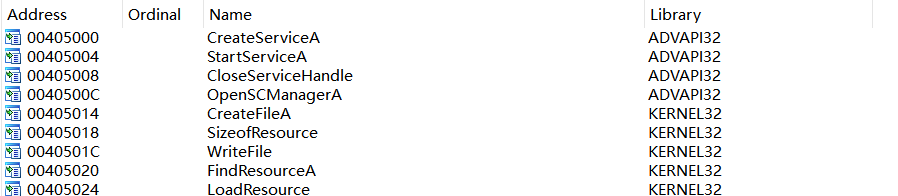 Address Ordinal Name Library
00405000 CreateServiceA ADVAPI32
00405004 StartServiceA ADVAPI32
00405008 CloseServiceHandle ADVAPI32
0040500C OpenSCManagerA ADVAPI32
00405014 CreateFileA KERNEL32
00405018 SizeofResource KERNEL32
0040501C WriteFile KERNEL32
00405020 FindResourceA KERNEL32
00405024 LoadResource KERNEL32